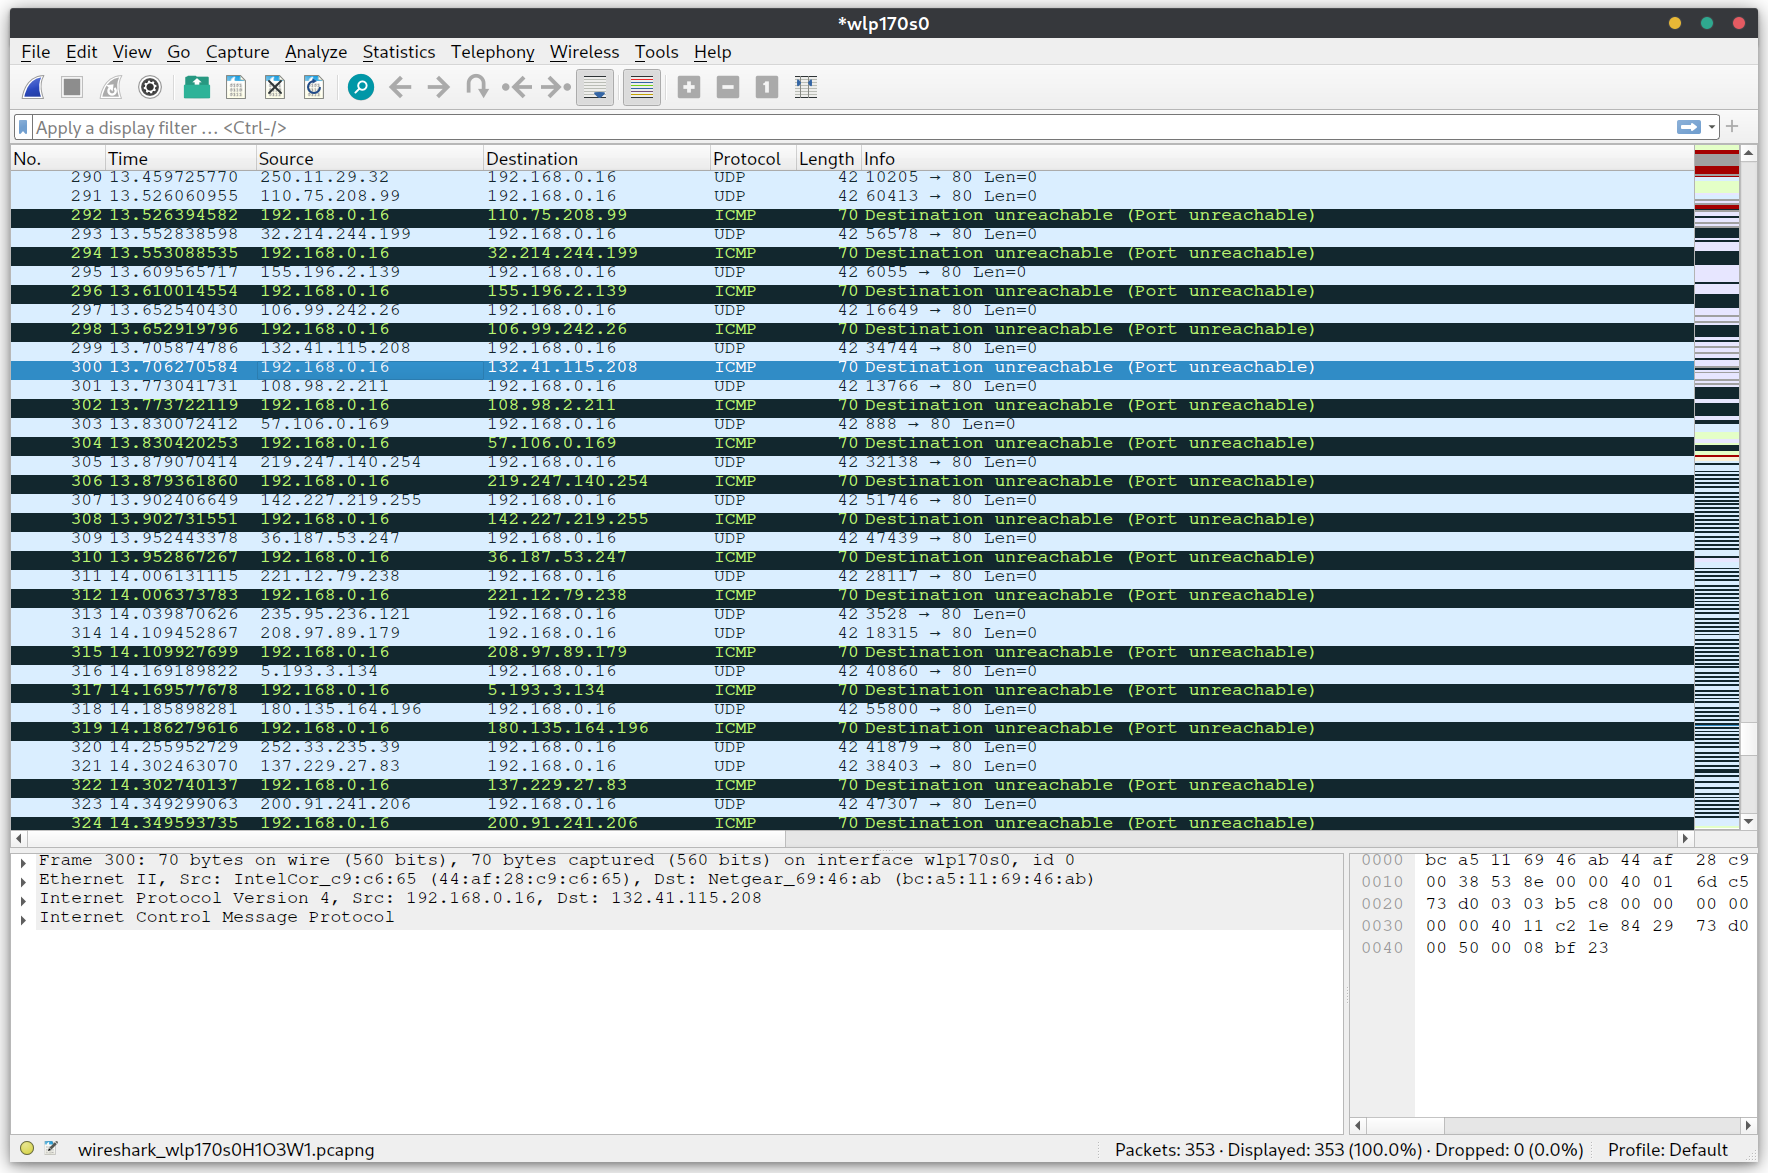 *wlp170s0
File Edit View Go Capture Analyze Statistics Telephony Wireless Tools Help
Apply a display filter … <Ctrl-/>
No. Time Source Destination Protocol Length Info
290 13.459725770 250.11.29.32 192.168.0.16 UDP 42 10205 → 80 Len=0
291 13.526060955 110.75.208.99 192.168.0.16 UDP 42 60413 → 80 Len=0
292 13.526394582 192.168.0.16 110.75.208.99 ICMP 70 Destination unreachable (Port unreachable)
293 13.552838598 32.214.244.199 192.168.0.16 UDP 42 56578 → 80 Len=0
294 13.553088535 192.168.0.16 32.214.244.199 ICMP 70 Destination unreachable (Port unreachable)
295 13.609565717 155.196.2.139 192.168.0.16 UDP 42 6055 → 80 Len=0
296 13.610014554 192.168.0.16 155.196.2.139 ICMP 70 Destination unreachable (Port unreachable)
297 13.652540430 106.99.242.26 192.168.0.16 UDP 42 16649 → 80 Len=0
298 13.652919796 192.168.0.16 106.99.242.26 ICMP 70 Destination unreachable (Port unreachable)
299 13.705874786 132.41.115.208 192.168.0.16 UDP 42 34744 → 80 Len=0
300 13.706270584 192.168.0.16 132.41.115.208 ICMP 70 Destination unreachable (Port unreachable)
301 13.773041731 108.98.2.211 192.168.0.16 UDP 42 13766 → 80 Len=0
302 13.773722119 192.168.0.16 108.98.2.211 ICMP 70 Destination unreachable (Port unreachable)
303 13.830072412 57.106.0.169 192.168.0.16 UDP 42 888 → 80 Len=0
304 13.830420253 192.168.0.16 57.106.0.169 ICMP 70 Destination unreachable (Port unreachable)
305 13.879070414 219.247.140.254 192.168.0.16 UDP 42 32138 → 80 Len=0
306 13.879361860 192.168.0.16 219.247.140.254 ICMP 70 Destination unreachable (Port unreachable)
307 13.902406649 142.227.219.255 192.168.0.16 UDP 42 51746 → 80 Len=0
308 13.902731551 192.168.0.16 142.227.219.255 ICMP 70 Destination unreachable (Port unreachable)
309 13.952443378 36.187.53.247 192.168.0.16 UDP 42 47439 → 80 Len=0
310 13.952867267 192.168.0.16 36.187.53.247 ICMP 70 Destination unreachable (Port unreachable)
311 14.006131115 221.12.79.238 192.168.0.16 UDP 42 28117 → 80 Len=0
312 14.006373783 192.168.0.16 221.12.79.238 ICMP 70 Destination unreachable (Port unreachable)
313 14.039870626 235.95.236.121 192.168.0.16 UDP 42 3528 → 80 Len=0
314 14.109452867 208.97.89.179 192.168.0.16 UDP 42 18315 → 80 Len=0
315 14.109927699 192.168.0.16 208.97.89.179 ICMP 70 Destination unreachable (Port unreachable)
316 14.169189822 5.193.3.134 192.168.0.16 UDP 42 40860 → 80 Len=0
317 14.169577678 192.168.0.16 5.193.3.134 ICMP 70 Destination unreachable (Port unreachable)
318 14.185898281 180.135.164.196 192.168.0.16 UDP 42 55800 → 80 Len=0
319 14.186279616 192.168.0.16 180.135.164.196 ICMP 70 Destination unreachable (Port unreachable)
320 14.255952729 252.33.235.39 192.168.0.16 UDP 42 41879 → 80 Len=0
321 14.302463070 137.229.27.83 192.168.0.16 UDP 42 38403 → 80 Len=0
322 14.302740137 192.168.0.16 137.229.27.83 ICMP 70 Destination unreachable (Port unreachable)
323 14.349299063 200.91.241.206 192.168.0.16 UDP 42 47307 → 80 Len=0
324 14.349593735 192.168.0.16 200.91.241.206 ICMP 70 Destination unreachable (Port unreachable)
Frame 300: 70 bytes on wire (560 bits), 70 bytes captured (560 bits) on interface wlp170s0, id 0
Ethernet II, Src: IntelCor_c9:c6:65 (44:af:28:c9:c6:65), Dst: Netgear_69:46:ab (bc:a5:11:69:46:ab)
Internet Protocol Version 4, Src: 192.168.0.16, Dst: 132.41.115.208
Internet Control Message Protocol
0000 bc a5 11 69 46 ab 44 af 28 c9
0010 00 38 53 8e 00 00 40 01 6d c5
0020 73 d0 03 03 b5 c8 00 00 00 00
0030 00 00 40 11 c2 1e 84 29 73 d0
0040 00 50 00 08 bf 23
wireshark_wlp170s0H1O3W1.pcapng
Packets: 353 · Displayed: 353 (100.0%) · Dropped: 0 (0.0%)
Profile: Default